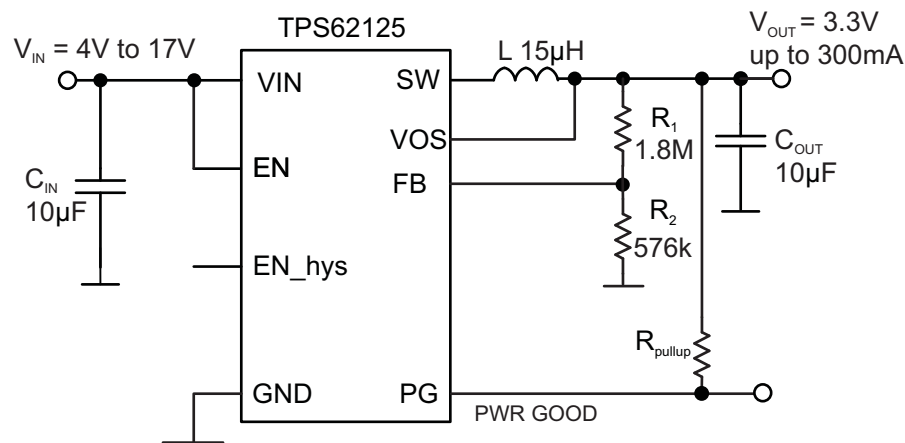 TPS62125
V_IN = 4V to 17V
V_OUT = 3.3V
up to 300mA
L 15µH
VIN
SW
VOS
EN
FB
EN_hys
GND
PG
C_IN
10µF
R_1
1.8M
R_2
576k
C_OUT
10µF
R_pullup
PWR GOOD